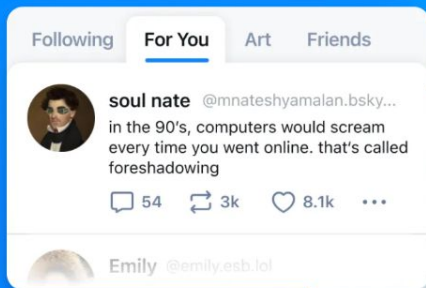 Following For You Art Friends
soul nate @mnateshyamalan.bsky...
in the 90's, computers would scream
every time you went online. that's called
foreshadowing
54 3k 8.1k
Emily @emily.esb.lol